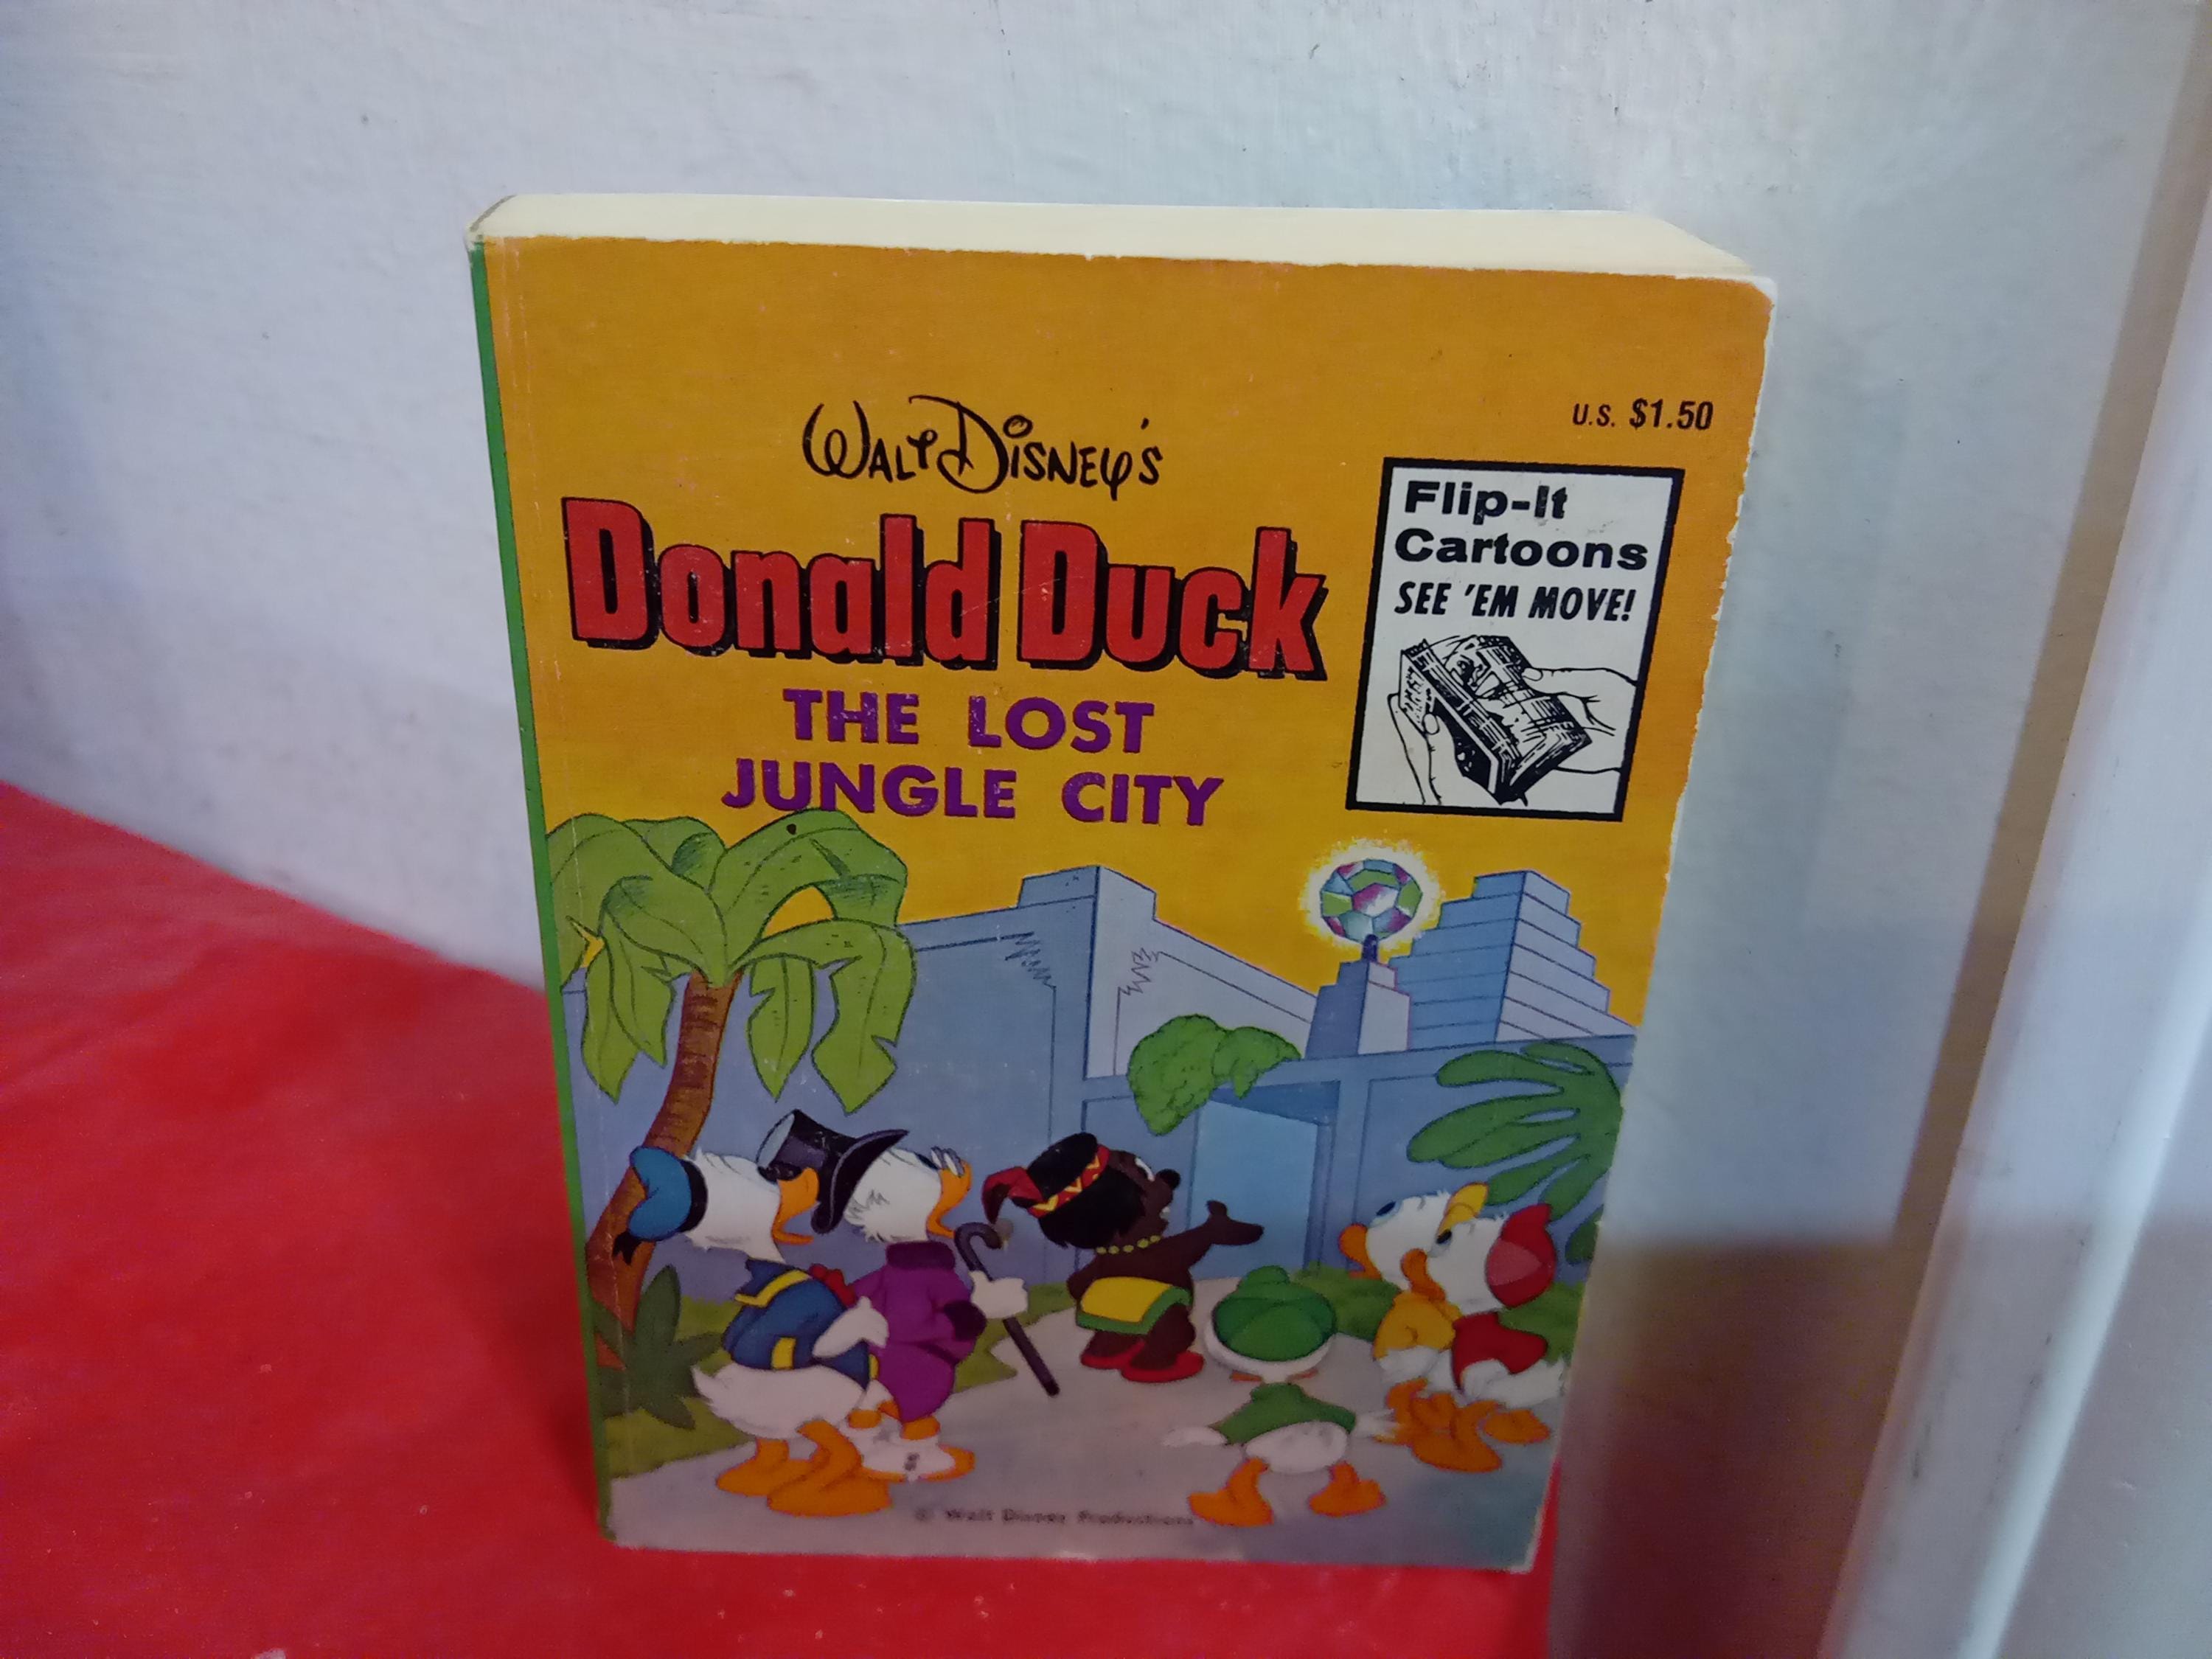 WALT DISNEY'S
Donald Duck
THE LOST
JUNGLE CITY
U.S. $1.50
Flip-It
Cartoons
SEE 'EM MOVE!
© Walt Disney Productions